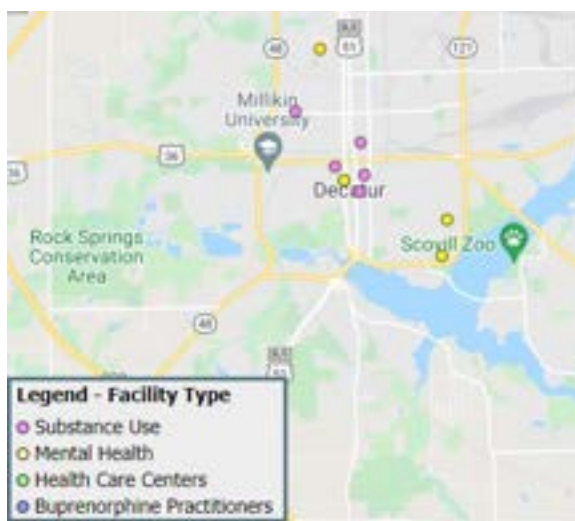 48
51
121
Millikin
University
36
36
Decatur
Rock Springs
Conservation
Area
Scovill Zoo
48
51
Legend - Facility Type
Substance Use
Mental Health
Health Care Centers
Buprenorphine Practitioners